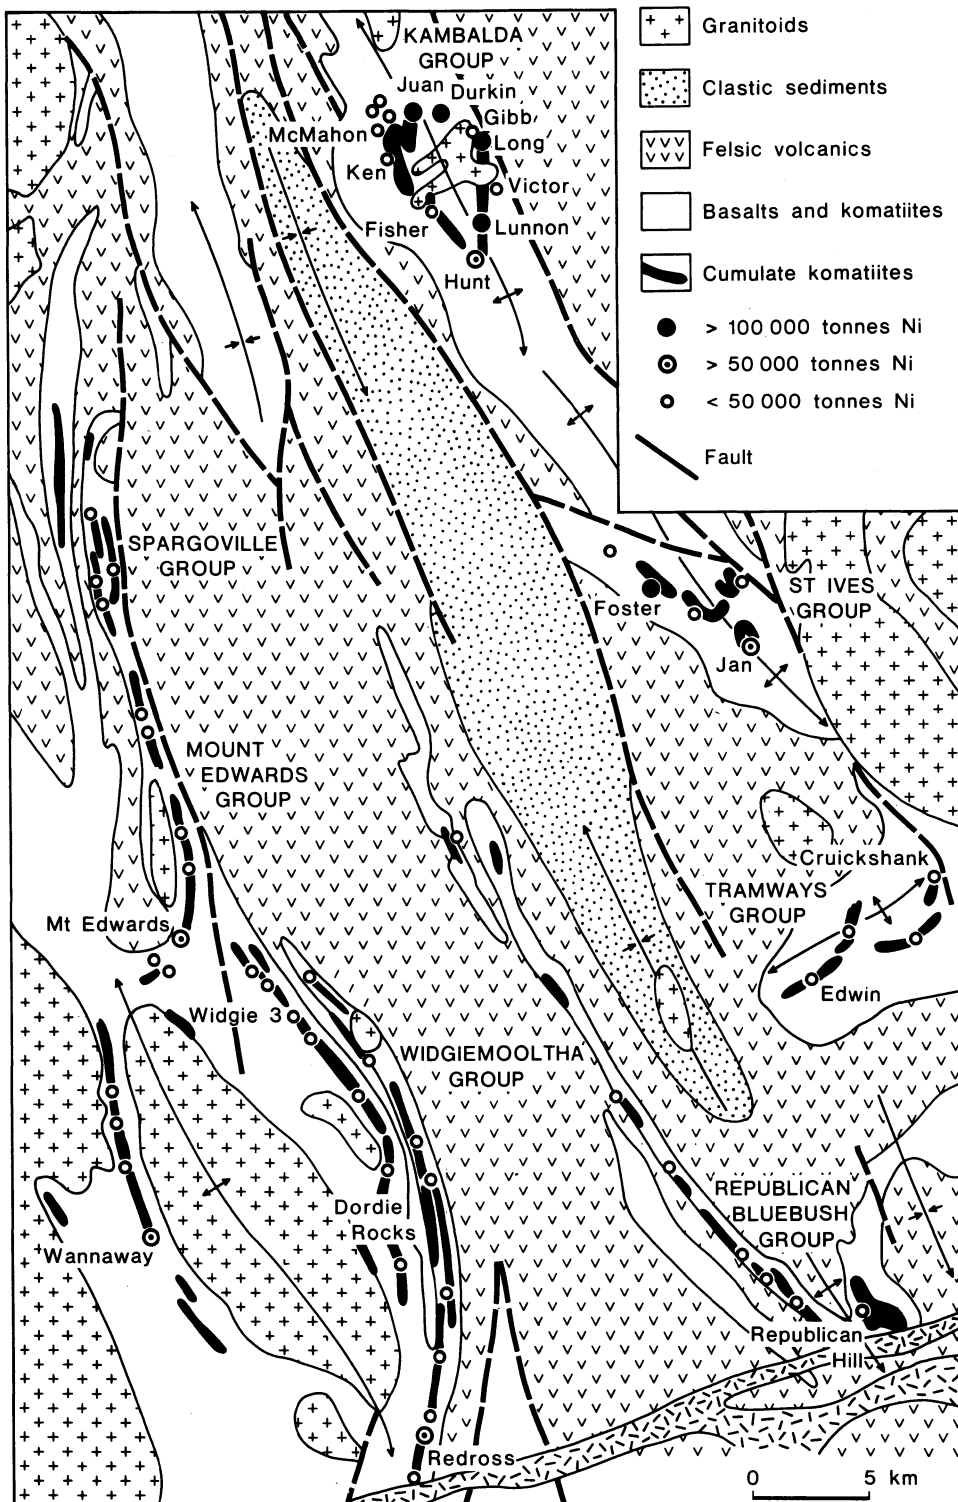 KAMBALDA
GROUP
Juan
Durkin
Gibb
McMahon
Long
Ken
Victor
Fisher
Lunnon
Hunt
Granitoids
Clastic sediments
Felsic volcanics
Basalts and komatiites
Cumulate komatiites
> 100 000 tonnes Ni
> 50 000 tonnes Ni
< 50 000 tonnes Ni
Fault
SPARGOVILLE
GROUP
ST IVES
GROUP
Foster
Jan
MOUNT
EDWARDS
GROUP
Cruickshank
TRAMWAYS
GROUP
Mt Edwards
Edwin
Widgie 3
WIDGIEMOOLTHA
GROUP
REPUBLICAN
BLUEBUSH
GROUP
Dordie
Rocks
Wannaway
Republican
Hill
Redross
0 5 km